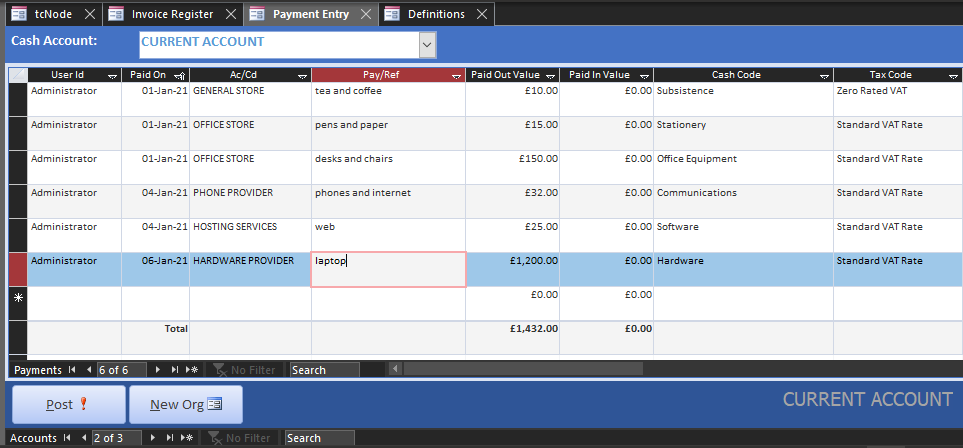 tcNode Invoice Register Payment Entry Definitions
Cash Account: CURRENT ACCOUNT
User Id Paid On Ac/Cd Pay/Ref Paid Out Value Paid In Value Cash Code Tax Code
Administrator 01-Jan-21 GENERAL STORE tea and coffee £10.00 £0.00 Subsistence Zero Rated VAT
Administrator 01-Jan-21 OFFICE STORE pens and paper £15.00 £0.00 Stationery Standard VAT Rate
Administrator 01-Jan-21 OFFICE STORE desks and chairs £150.00 £0.00 Office Equipment Standard VAT Rate
Administrator 04-Jan-21 PHONE PROVIDER phones and internet £32.00 £0.00 Communications Standard VAT Rate
Administrator 04-Jan-21 HOSTING SERVICES web £25.00 £0.00 Software Standard VAT Rate
Administrator 06-Jan-21 HARDWARE PROVIDER laptop £1,200.00 £0.00 Hardware Standard VAT Rate
£0.00 £0.00
Total £1,432.00 £0.00
Payments 6 of 6 No Filter Search
Post New Org CURRENT ACCOUNT
Accounts 2 of 3 No Filter Search